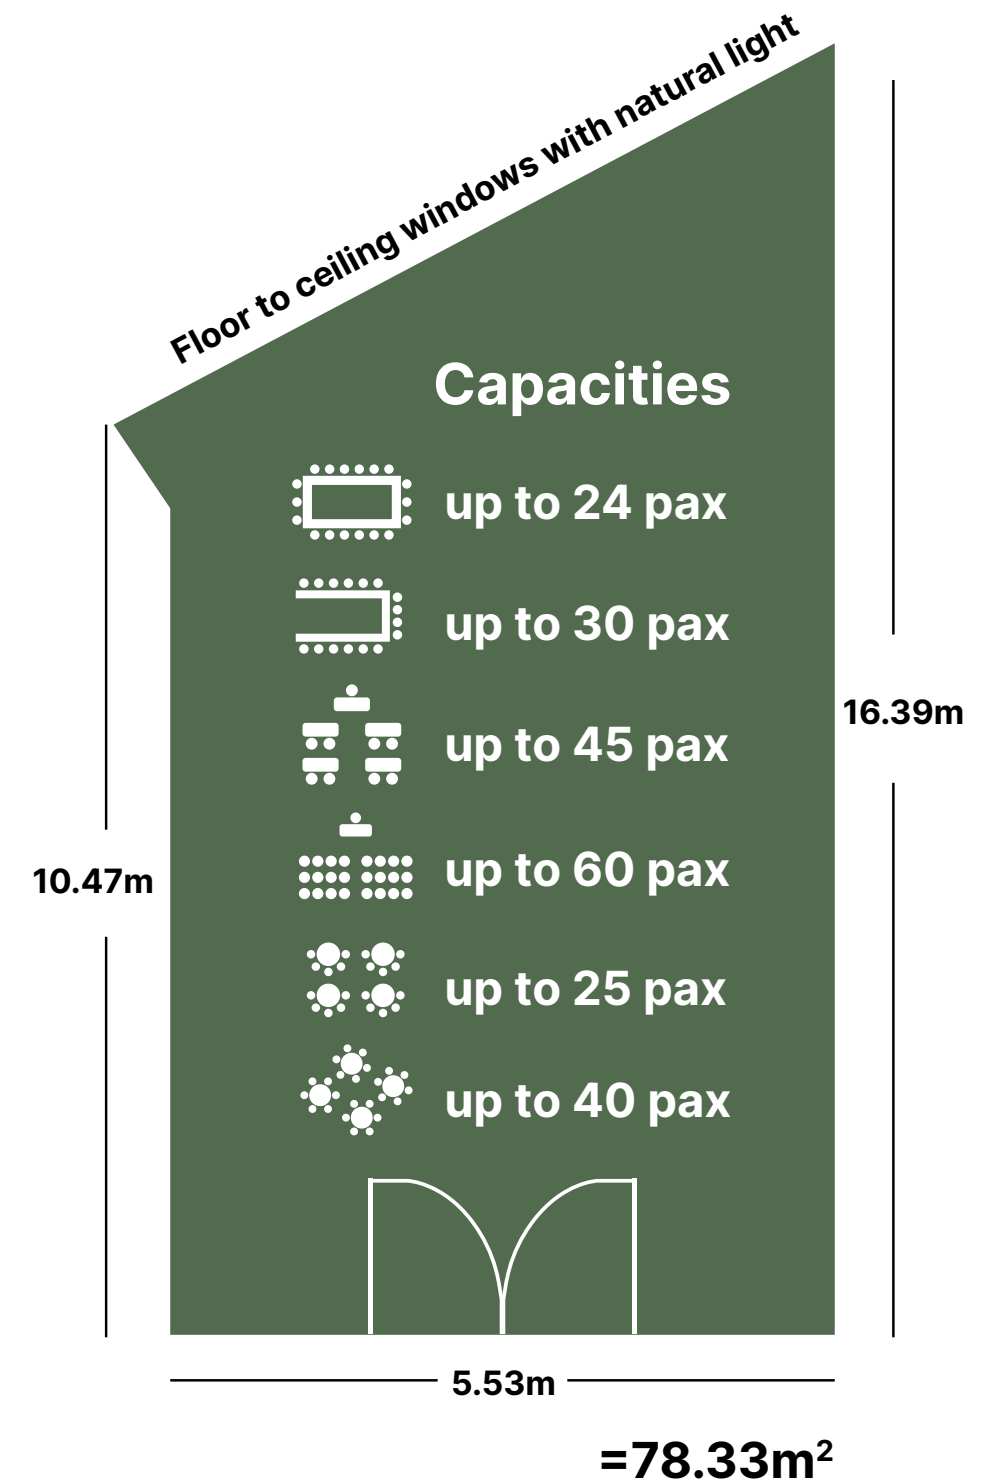 Floor to ceiling windows with natural light
Capacities
up to 24 pax
up to 30 pax
16.39m
up to 45 pax
up to 60 pax
10.47m
up to 25 pax
up to 40 pax
5.53m
=78.33m²